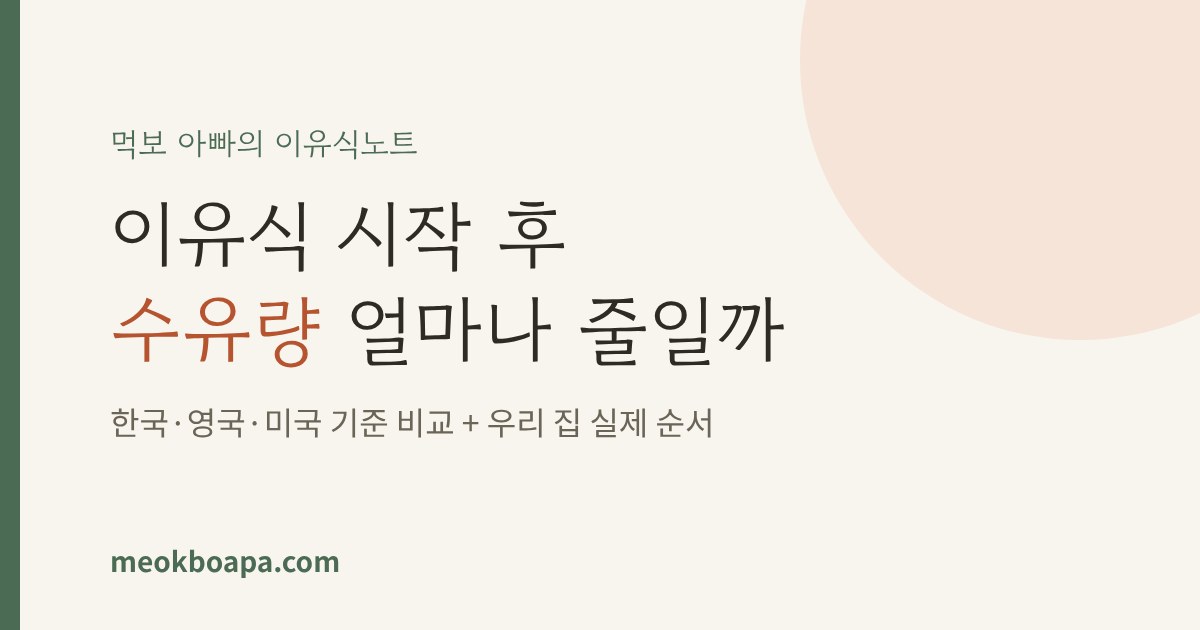 먹보 아빠의 이유식노트
이유식 시작 후
수유량 얼마나 줄일까
한국·영국·미국 기준 비교 + 우리 집 실제 순서
meokboapa.com